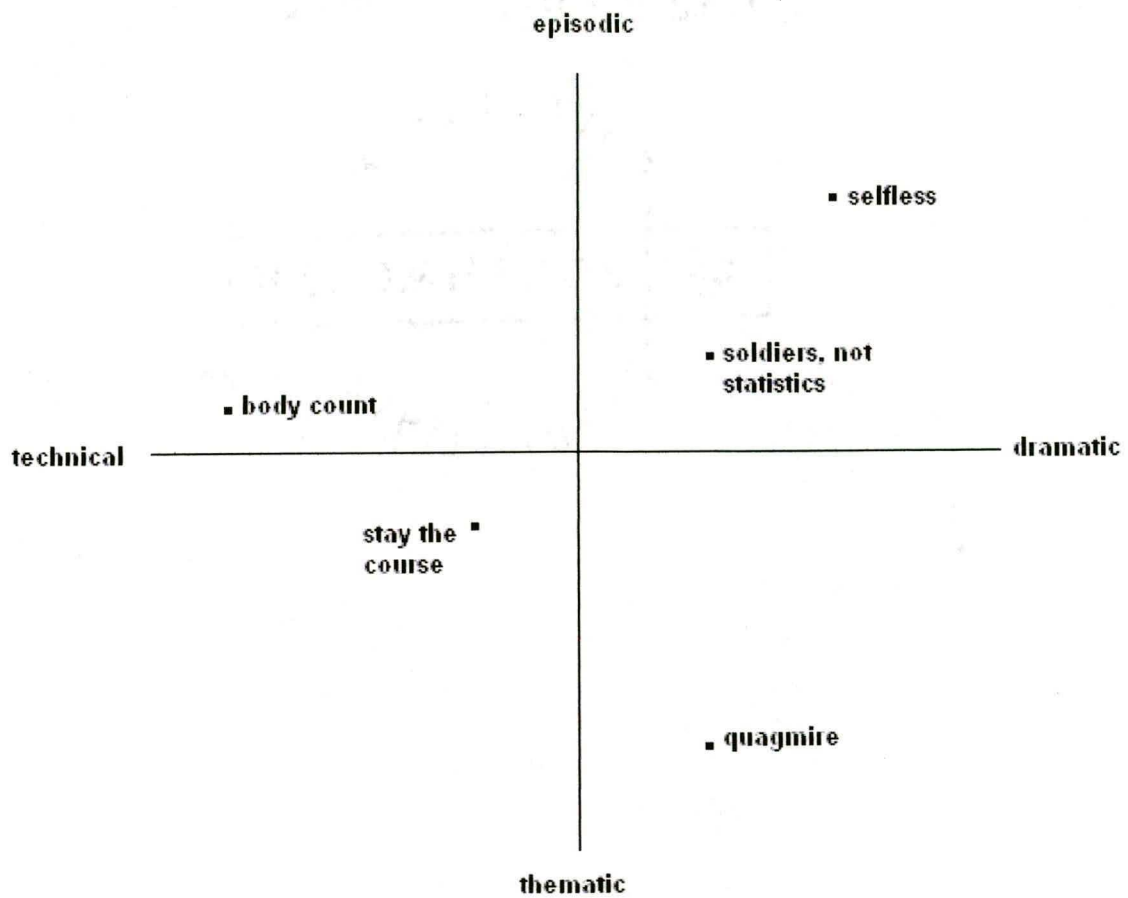 episodic
selfless
soldiers, not
statistics
body count
technical
dramatic
stay the
course
quagmire
thematic